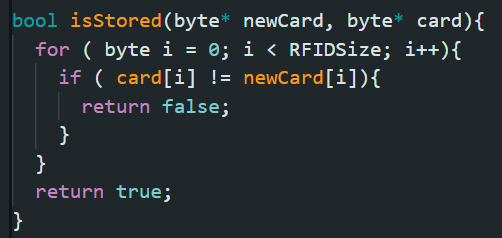 bool isStored(byte* newCard, byte* card){
  for ( byte i = 0; i < RFIDSize; i++){
    if ( card[i] != newCard[i]){
      return false;
    }
  }
  return true;
}